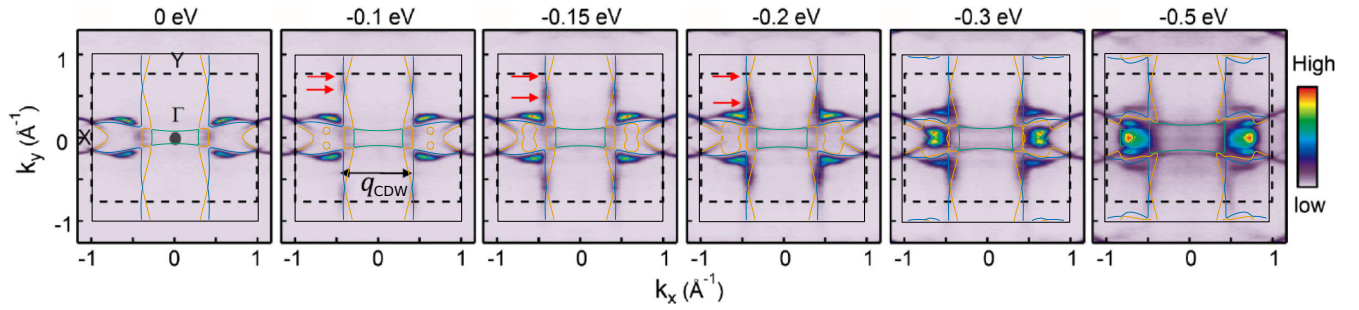 0 eV -0.1 eV -0.15 eV -0.2 eV -0.3 eV -0.5 eV
1 Y
High
Γ
0 X
q_CDW
low
-1
-1 0 1 -1 0 1 -1 0 1 -1 0 1 -1 0 1 -1 0 1
k_y (Å⁻¹)
k_x (Å⁻¹)